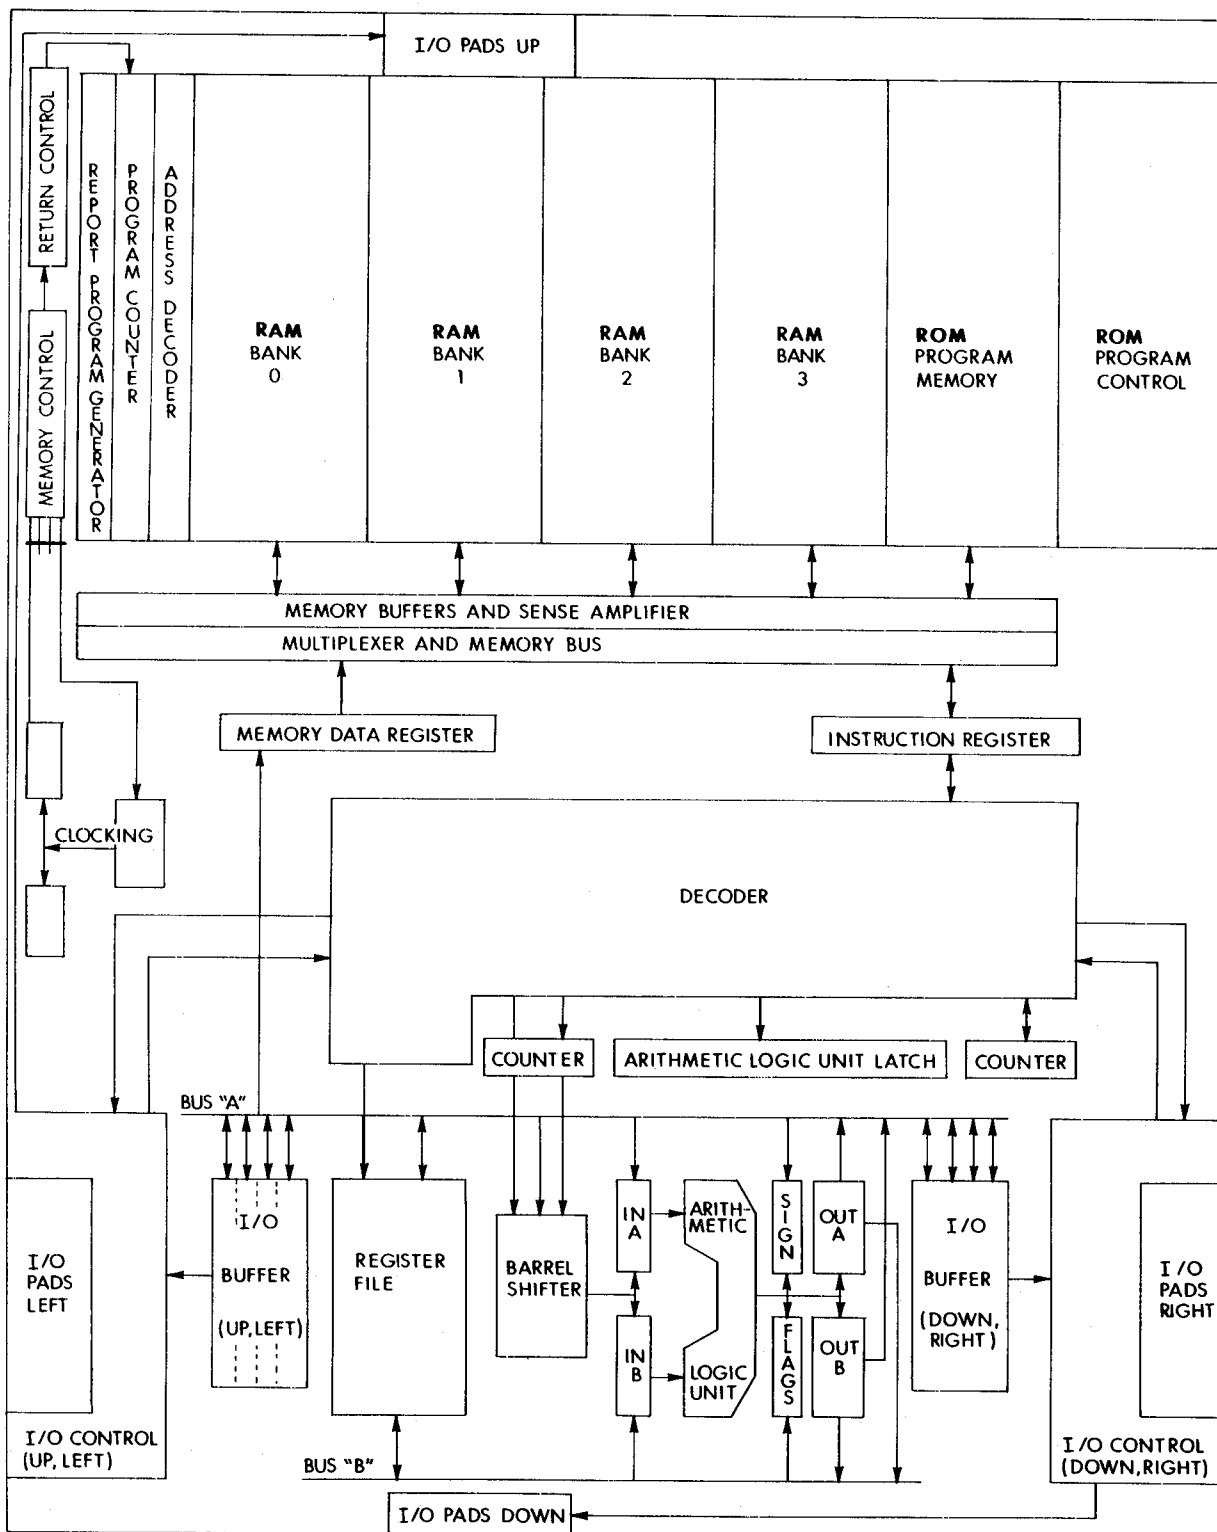 I/O PADS UP
RETURN CONTROL
MEMORY CONTROL
REPORT PROGRAM GENERATOR
PROGRAM COUNTER
ADDRESS DECODER
RAM
BANK
0
RAM
BANK
1
RAM
BANK
2
RAM
BANK
3
ROM
PROGRAM
MEMORY
ROM
PROGRAM
CONTROL
MEMORY BUFFERS AND SENSE AMPLIFIER
MULTIPLEXER AND MEMORY BUS
MEMORY DATA REGISTER
INSTRUCTION REGISTER
CLOCKING
DECODER
COUNTER
ARITHMETIC LOGIC UNIT LATCH
COUNTER
BUS "A"
I/O
PADS
LEFT
I/O CONTROL
(UP, LEFT)
I/O
BUFFER
(UP, LEFT)
REGISTER
FILE
BARREL
SHIFTER
IN A
IN B
ARITH-
METIC
LOGIC
UNIT
SIGN
FLAGS
OUT
A
OUT
B
I/O
BUFFER
(DOWN,
RIGHT)
I/O
PADS
RIGHT
I/O CONTROL
(DOWN, RIGHT)
BUS "B"
I/O PADS DOWN